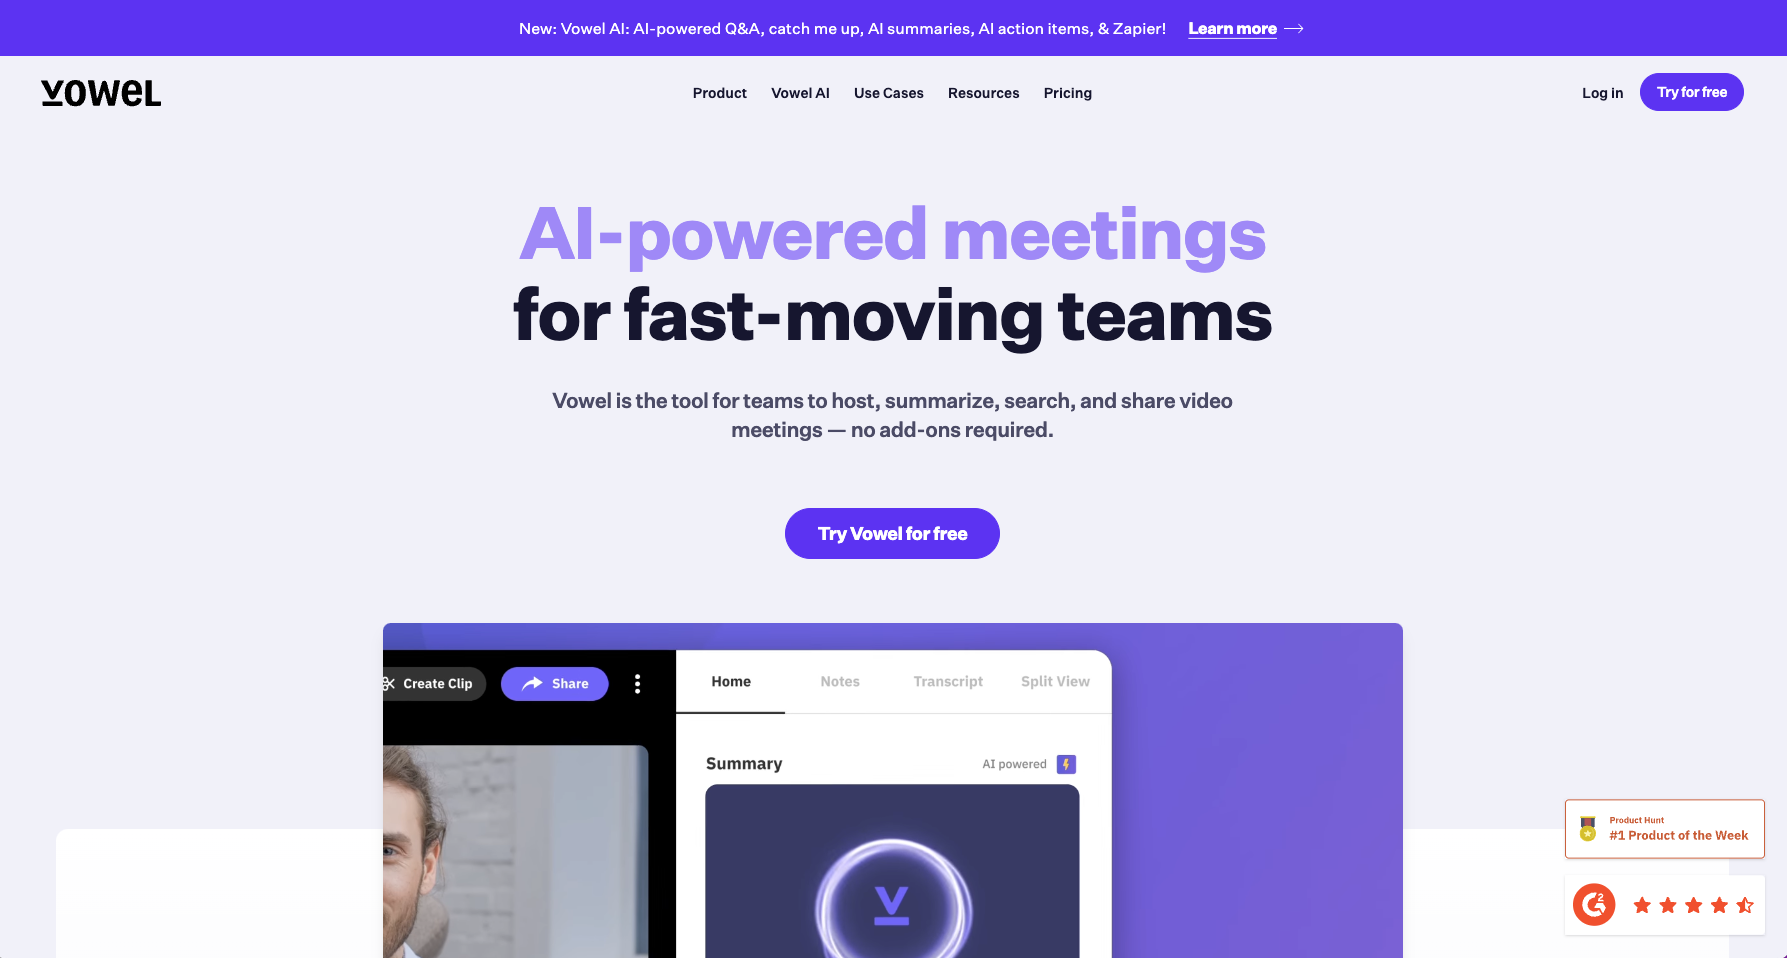 New: Vowel AI: AI-powered Q&A, catch me up, AI summaries, AI action items, & Zapier! Learn more
vowel
Product Vowel AI Use Cases Resources Pricing
Log in Try for free
AI-powered meetings
for fast-moving teams
Vowel is the tool for teams to host, summarize, search, and share video
meetings — no add-ons required.
Try Vowel for free
Create Clip Share
Home Notes Transcript Split View
Summary AI powered
Product Hunt
#1 Product of the Week
G2